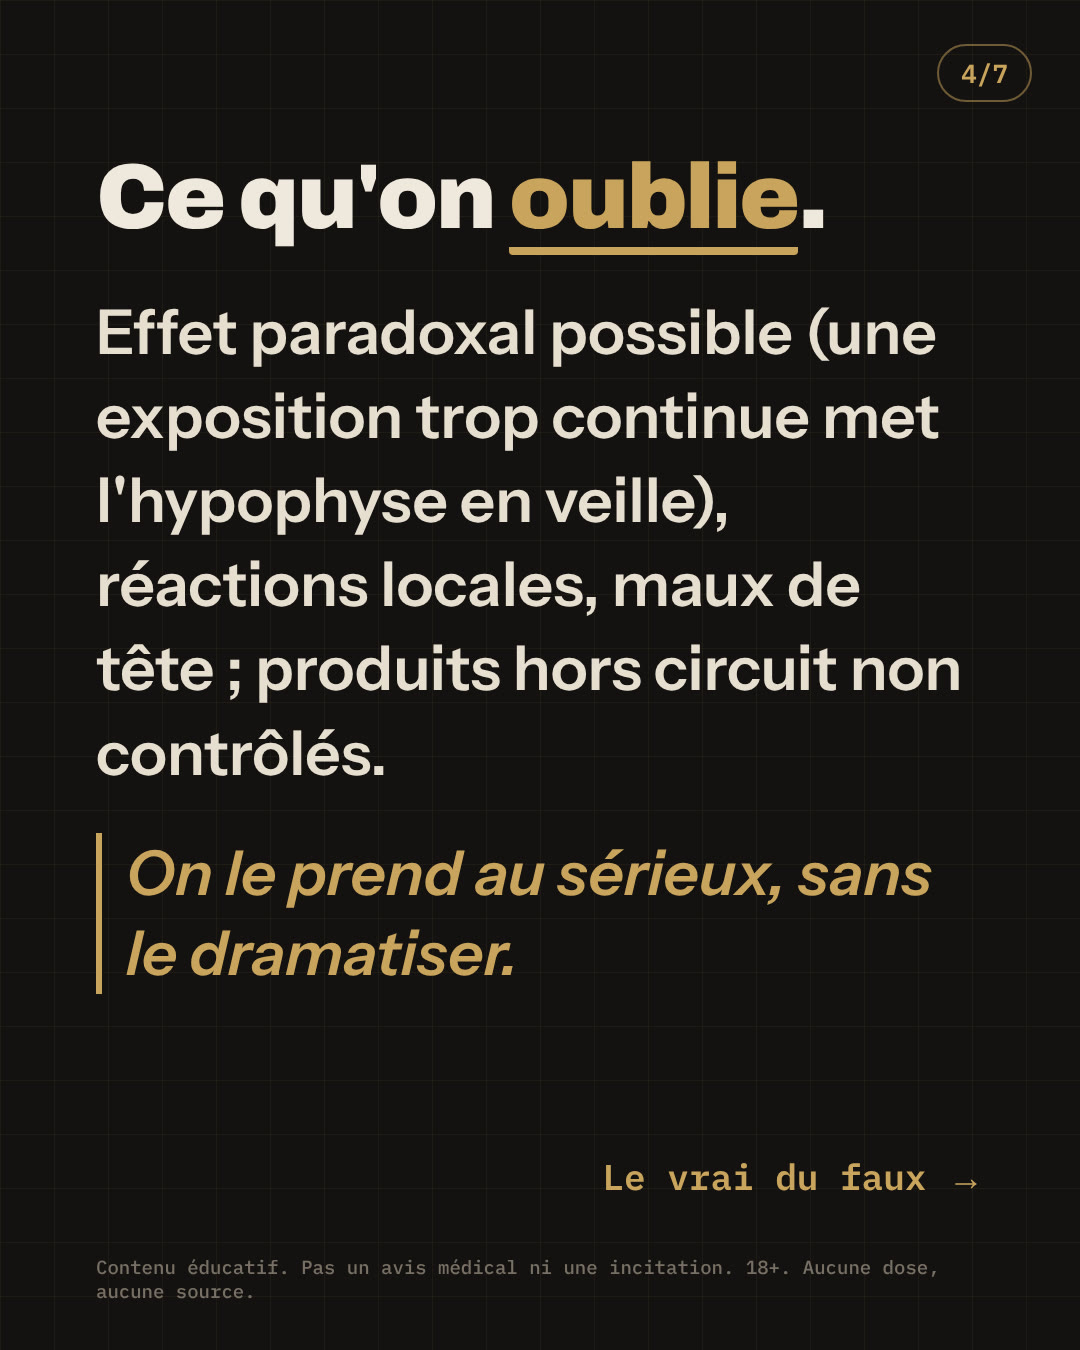 4/7
Ce qu'on oublie.
Effet paradoxal possible (une
exposition trop continue met
l'hypophyse en veille),
réactions locales, maux de
tête ; produits hors circuit non
contrôlés.
On le prend au sérieux, sans
le dramatiser.
Le vrai du faux →
Contenu éducatif. Pas un avis médical ni une incitation. 18+. Aucune dose,
aucune source.